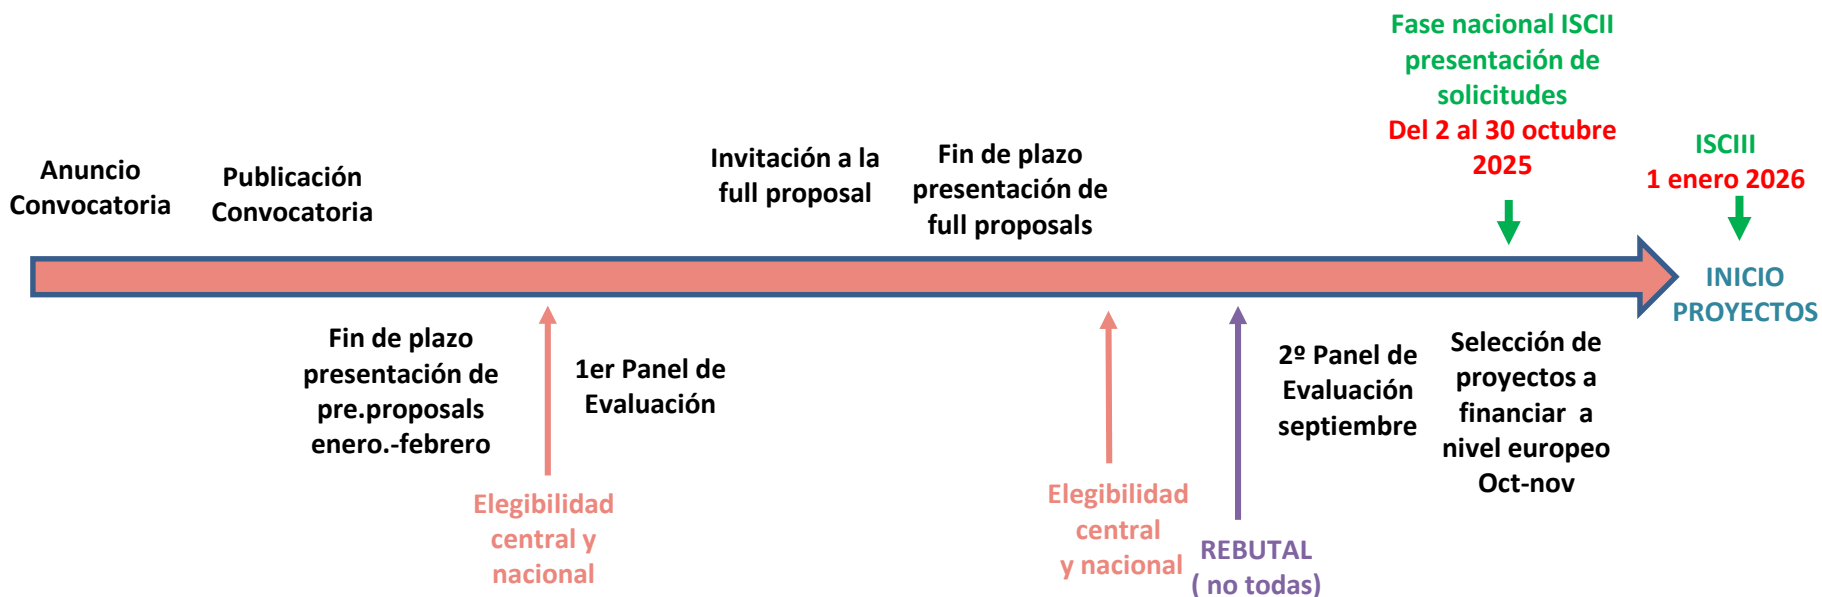 Anuncio
Convocatoria
Publicación
Convocatoria
Invitación a la
full proposal
Fin de plazo
presentación de
full proposals
Fase nacional ISCII
presentación de
solicitudes
Del 2 al 30 octubre
2025
ISCIII
1 enero 2026
INICIO
PROYECTOS
Fin de plazo
presentación de
pre.proposals
enero.-febrero
1er Panel de
Evaluación
Elegibilidad
central y
nacional
Elegibilidad
central
y nacional
REBUTAL
( no todas)
2º Panel de
Evaluación
septiembre
Selección de
proyectos a
financiar a
nivel europeo
Oct-nov